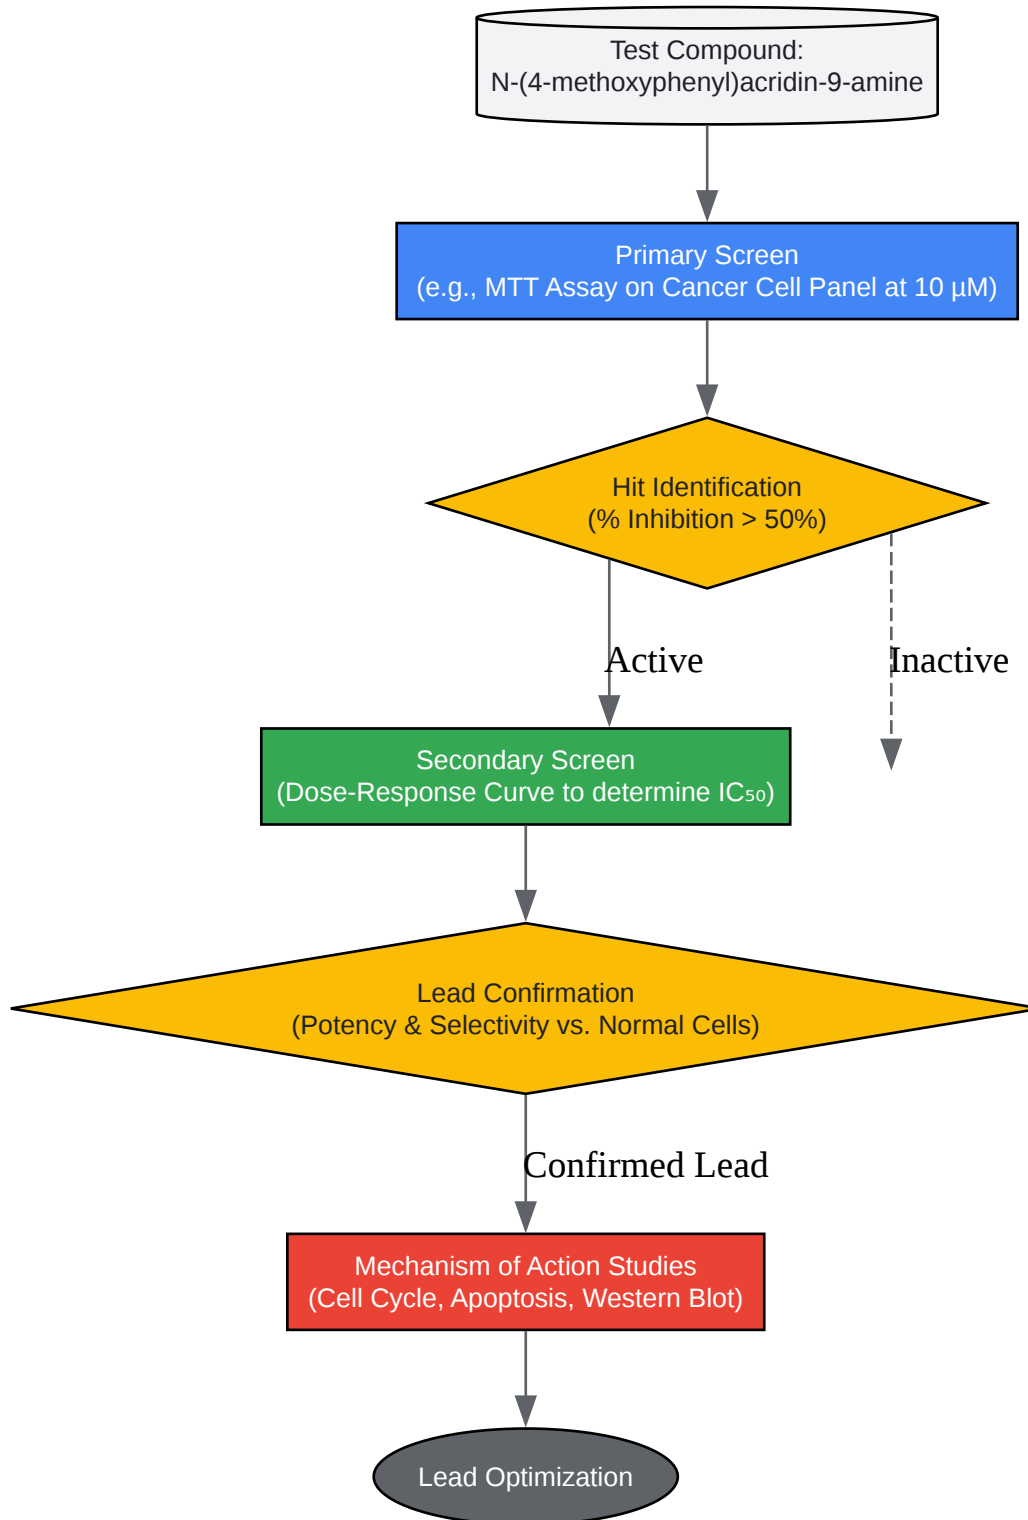 Test Compound:
N-(4-methoxyphenyl)acridin-9-amine
Primary Screen
(e.g., MTT Assay on Cancer Cell Panel at 10 µM)
Hit Identification
(% Inhibition > 50%)
Active
Inactive
Secondary Screen
(Dose-Response Curve to determine IC₅₀)
Lead Confirmation
(Potency & Selectivity vs. Normal Cells)
Confirmed Lead
Mechanism of Action Studies
(Cell Cycle, Apoptosis, Western Blot)
Lead Optimization